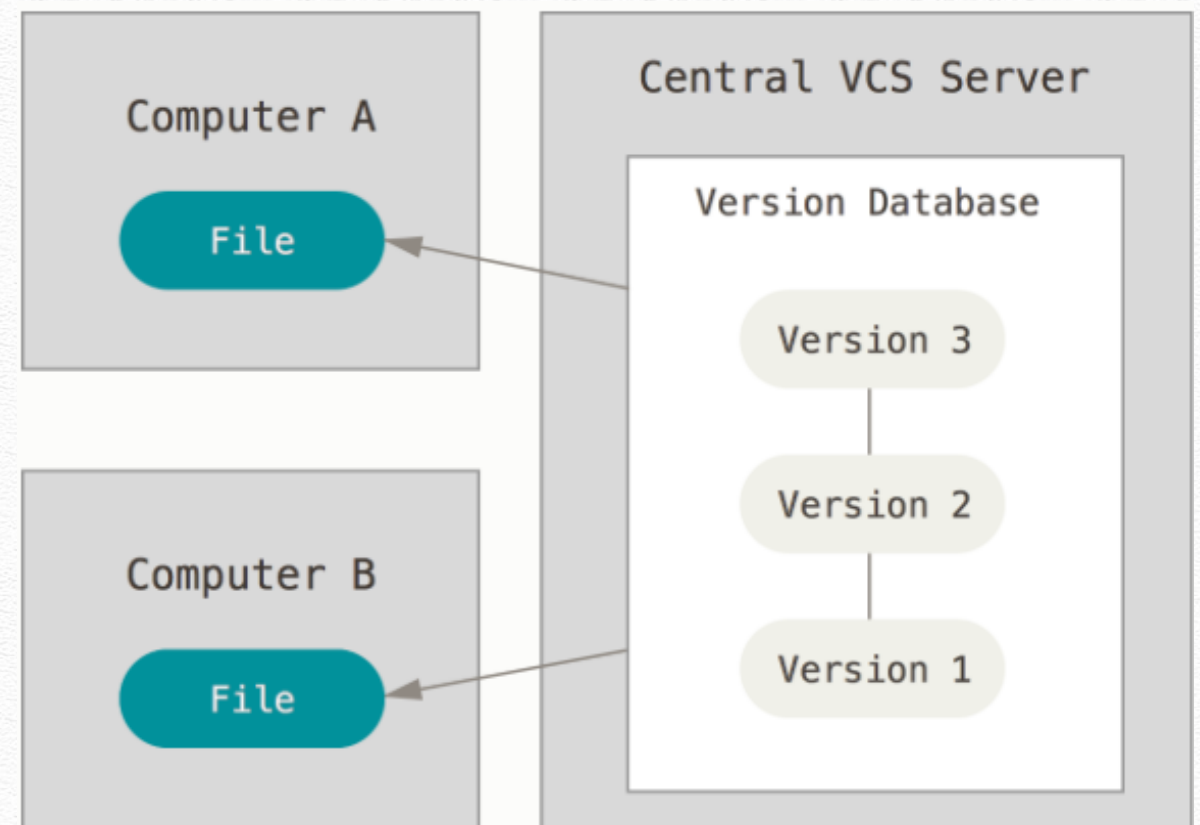 Computer A
File
Computer B
File
Central VCS Server
Version Database
Version 3
Version 2
Version 1